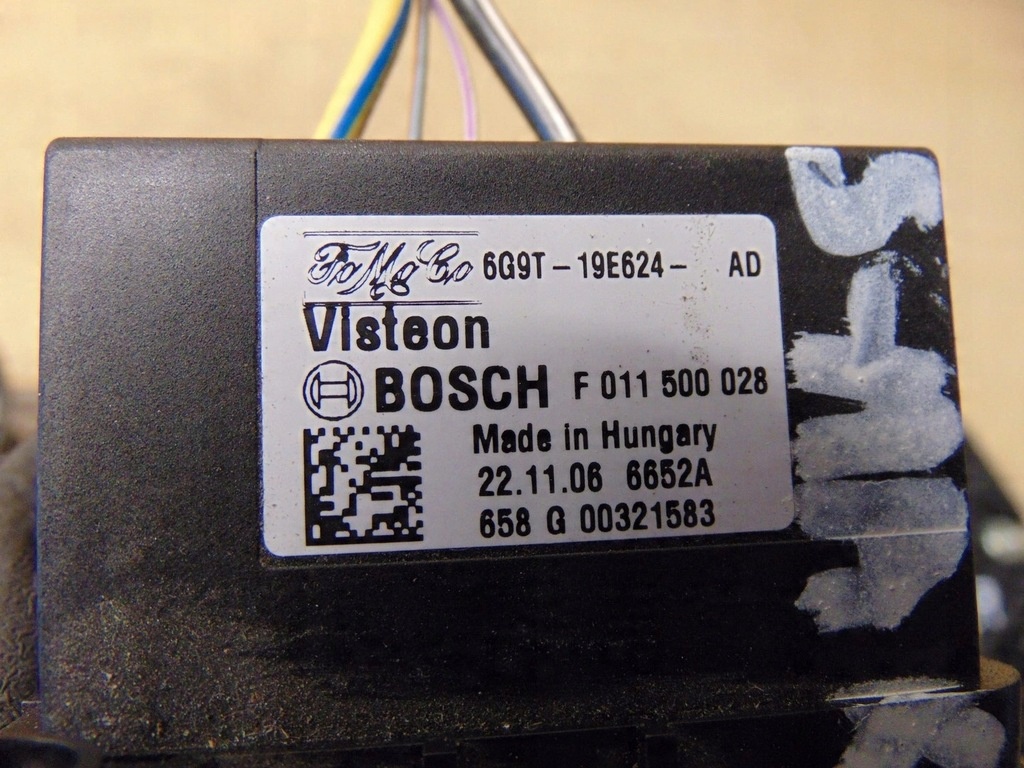 FoMoCo 6G9T-19E624- AD
Visteon
BOSCH F 011 500 028
Made in Hungary
22.11.06 6652A
658 G 00321583